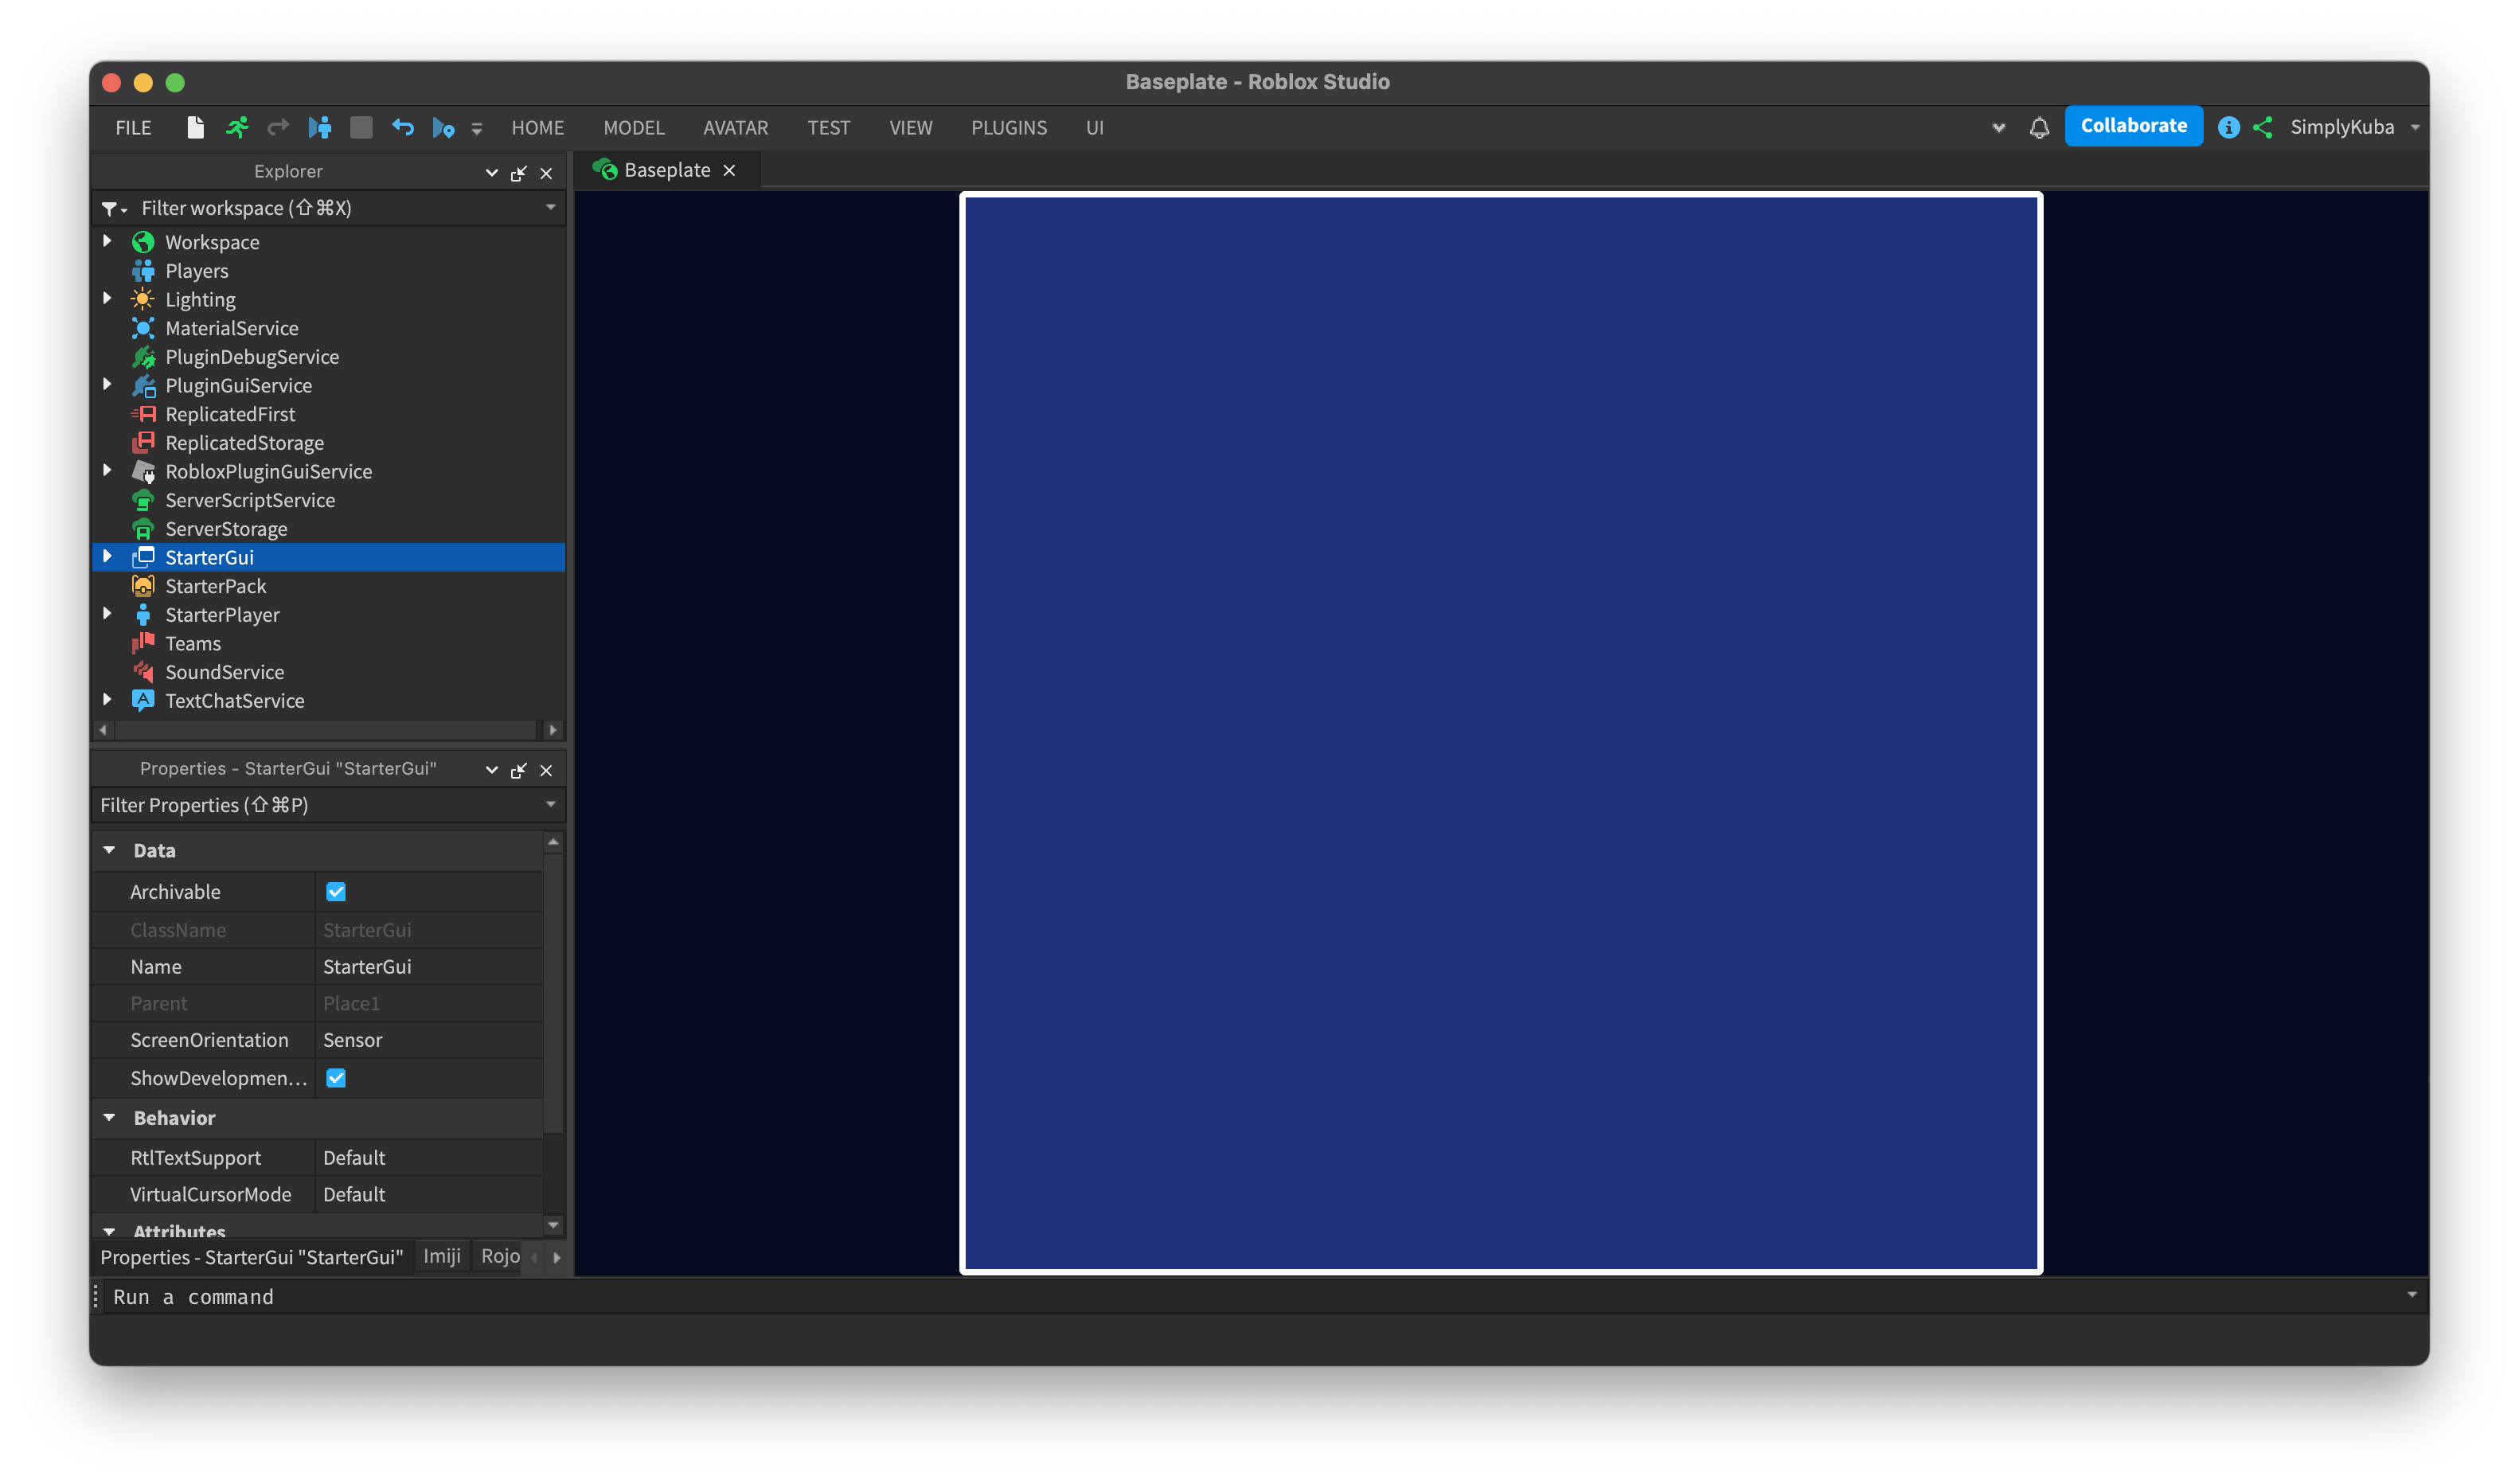 Baseplate - Roblox Studio
FILE HOME MODEL AVATAR TEST VIEW PLUGINS UI Collaborate SimplyKuba
Explorer
Baseplate
Filter workspace (⇧⌘X)
Workspace
Players
Lighting
MaterialService
PluginDebugService
PluginGuiService
ReplicatedFirst
ReplicatedStorage
RobloxPluginGuiService
ServerScriptService
ServerStorage
StarterGui
StarterPack
StarterPlayer
Teams
SoundService
TextChatService
Properties - StarterGui "StarterGui"
Filter Properties (⇧⌘P)
Data
Archivable
ClassName StarterGui
Name StarterGui
Parent Place1
ScreenOrientation Sensor
ShowDevelopmen...
Behavior
RtlTextSupport Default
VirtualCursorMode Default
Attributes
Properties - StarterGui "StarterGui" Imiji Rojo
Run a command